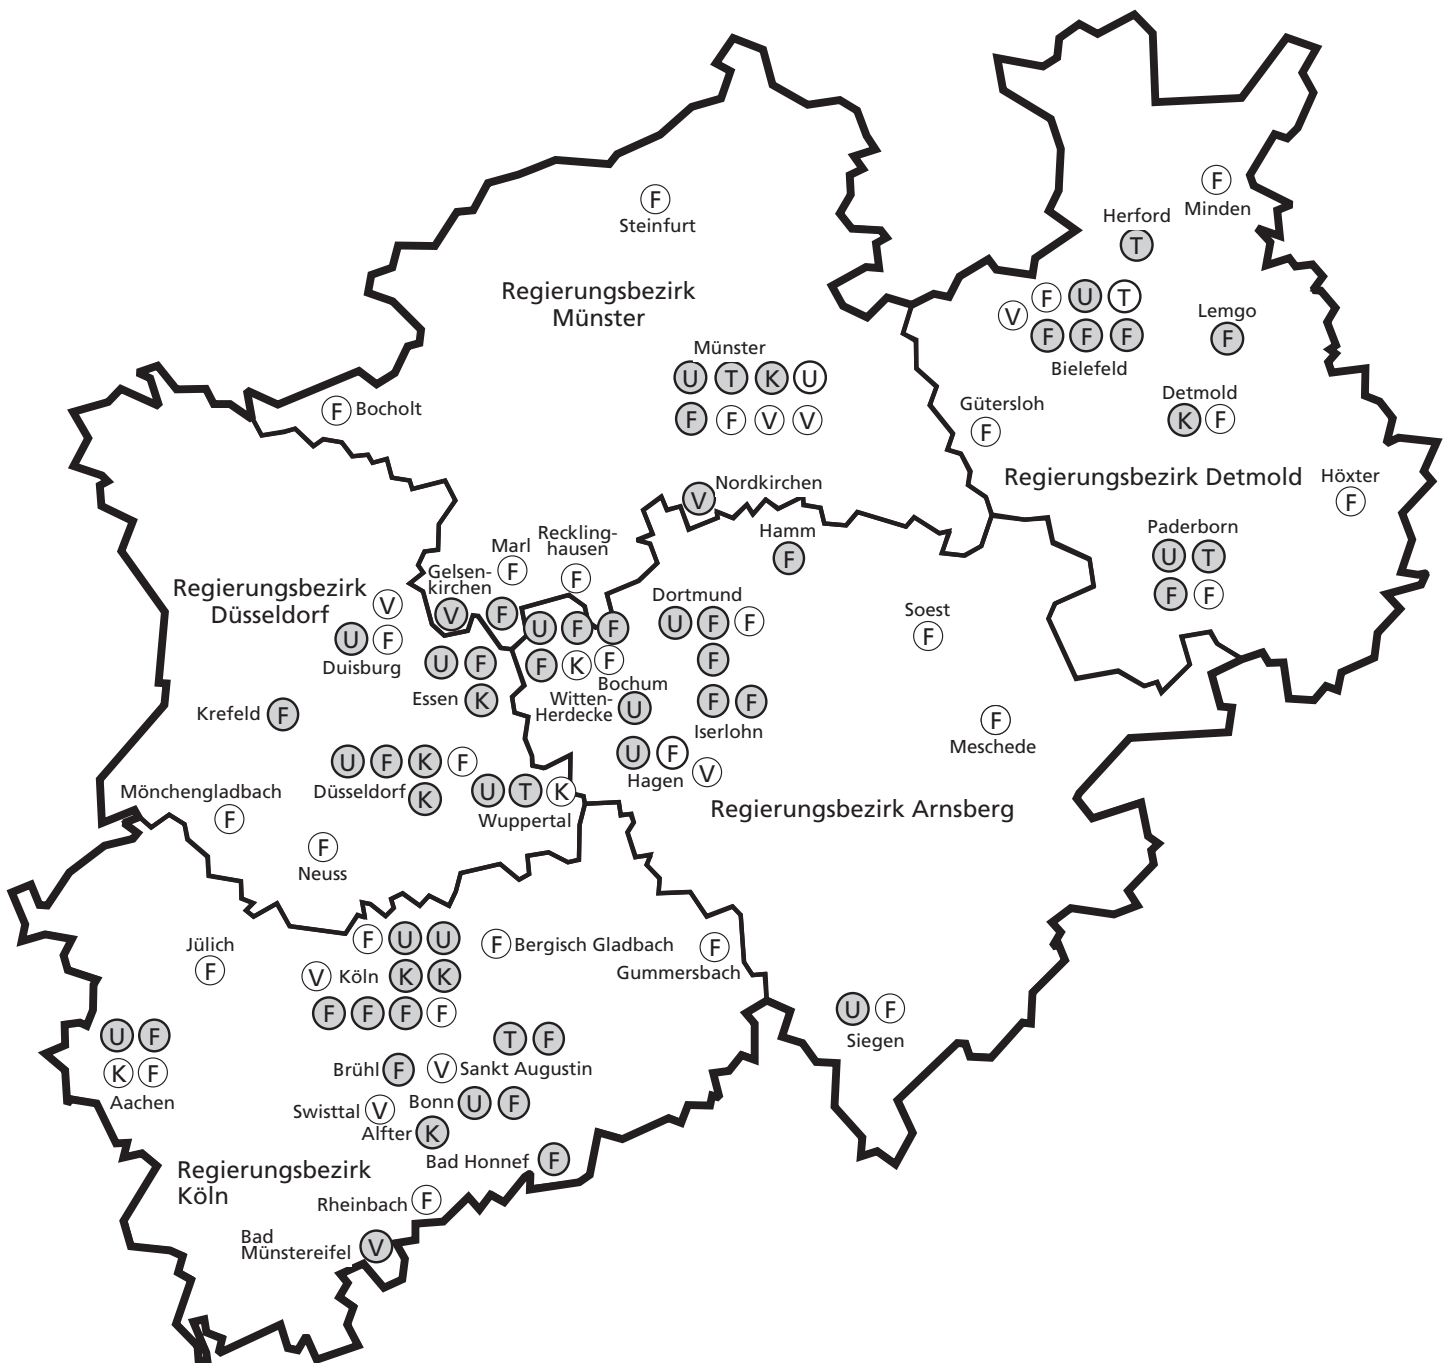 F
Steinfurt
F
Minden
Herford
T
Regierungsbezirk
Münster
V F U T
F F F
Bielefeld
Lemgo
F
Münster
U T K U
F F V V
F Bocholt
Gütersloh
F
Detmold
K F
Regierungsbezirk Detmold
Höxter
F
V Nordkirchen
Hamm
F
Paderborn
U T
F F
Marl
F
Reckling-
hausen
F
Gelsen-
kirchen
V F
Regierungsbezirk
Düsseldorf
V
U F
Duisburg
U F
Essen K
U F F
F K F
Bochum
Dortmund
U F F
F
F F
Iserlohn
Witten-
Herdecke U
Soest
F
Krefeld F
F
Meschede
U F
Hagen V
U F K F
Düsseldorf K
U T K
Wuppertal
Mönchengladbach
F
Regierungsbezirk Arnsberg
F
Neuss
Jülich
F
F U U
V Köln K K
F F F F
F Bergisch Gladbach
F
Gummersbach
U F
Siegen
U F
K F
Aachen
T F
V Sankt Augustin
Brühl F
Swisttal V
Bonn U F
Alfter K
Bad Honnef F
Regierungsbezirk
Köln
Rheinbach F
Bad
Münstereifel V